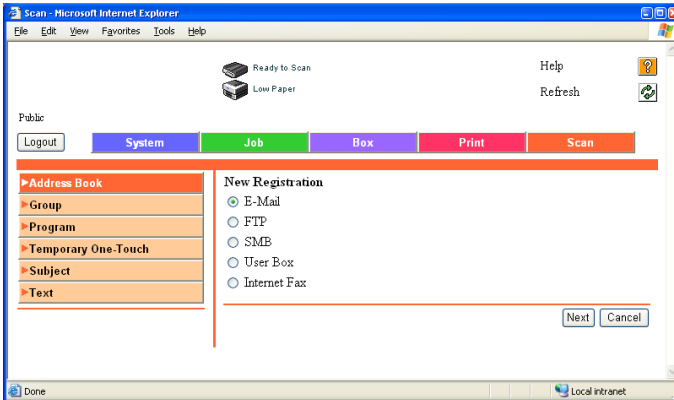 Scan - Microsoft Internet Explorer
File Edit View Favorites Tools Help
Ready to Scan
Low Paper
Help
Refresh
Public
Logout System Job Box Print Scan
Address Book
Group
Program
Temporary One-Touch
Subject
Text
New Registration
E-Mail
FTP
SMB
User Box
Internet Fax
Next Cancel
Done Local intranet